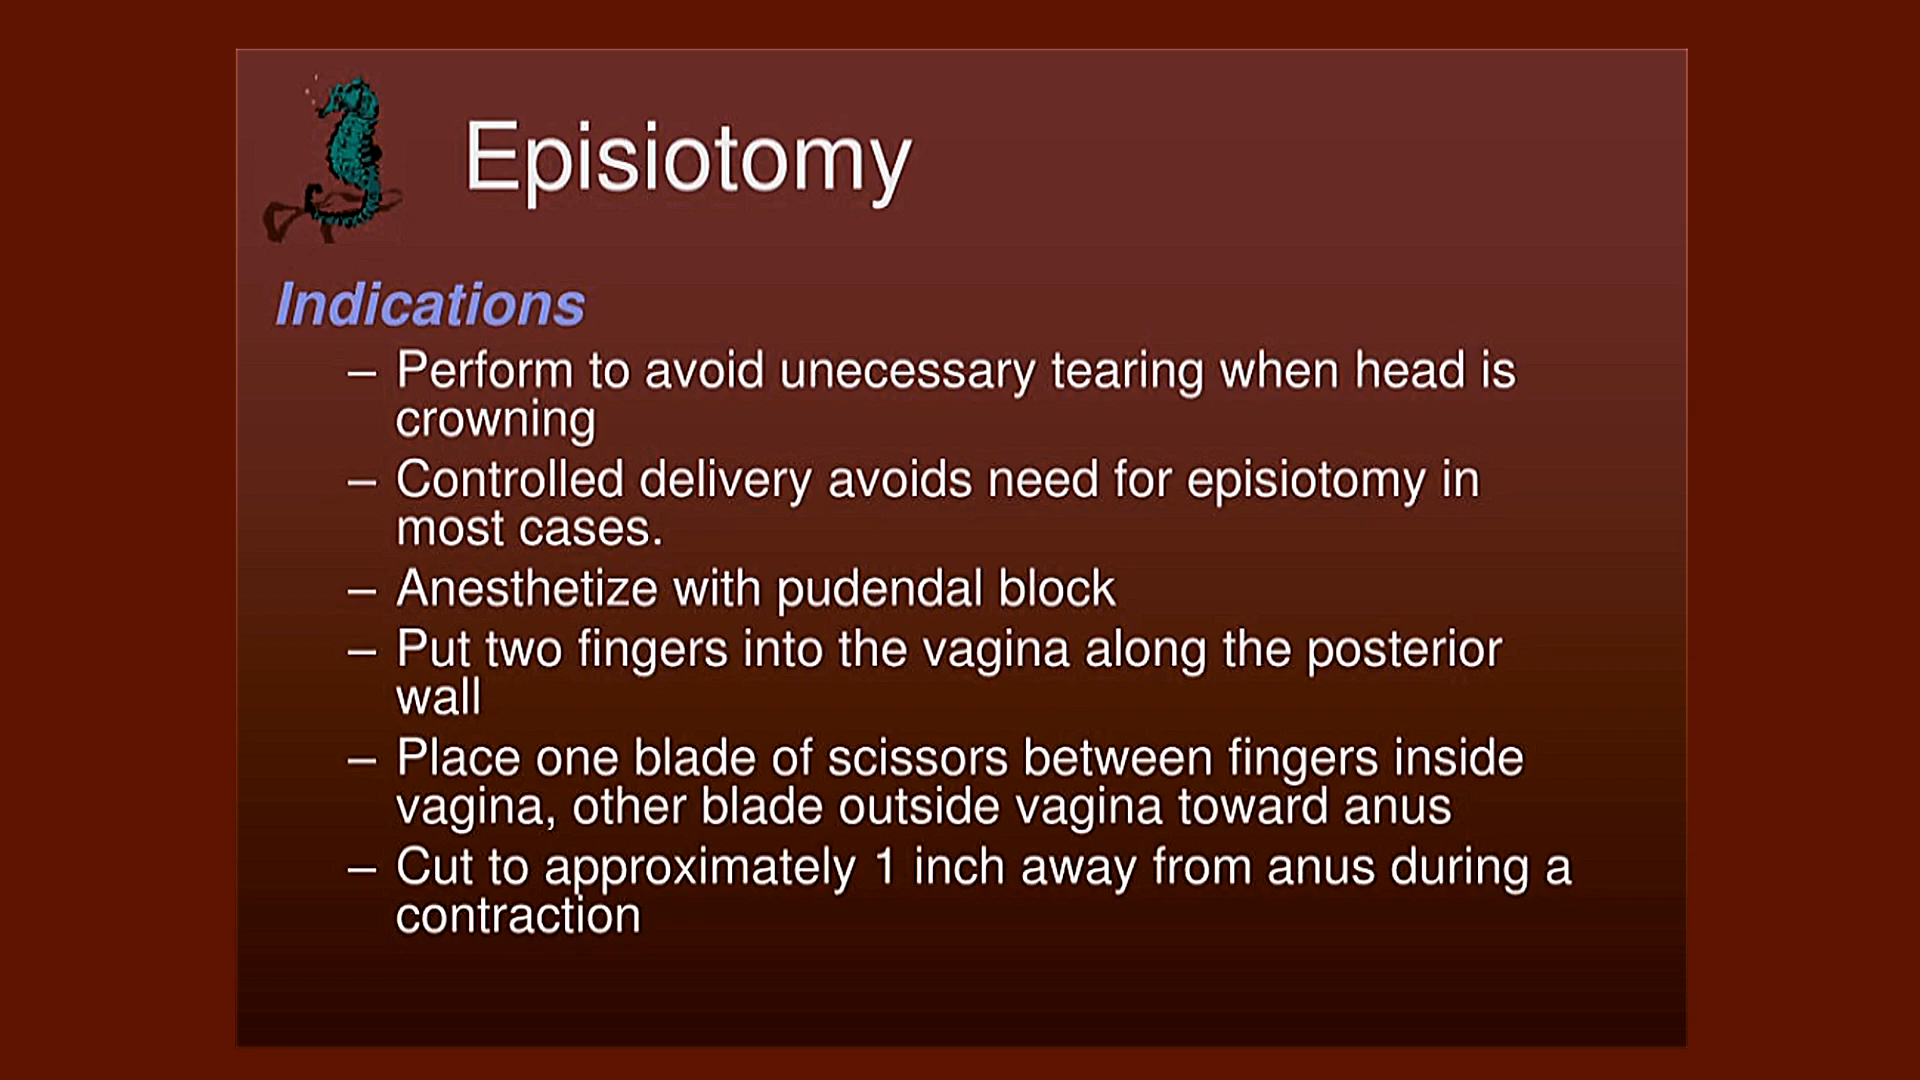 Episiotomy
Indications
– Perform to avoid unecessary tearing when head is
crowning
– Controlled delivery avoids need for episiotomy in
most cases.
– Anesthetize with pudendal block
– Put two fingers into the vagina along the posterior
wall
– Place one blade of scissors between fingers inside
vagina, other blade outside vagina toward anus
– Cut to approximately 1 inch away from anus during a
contraction